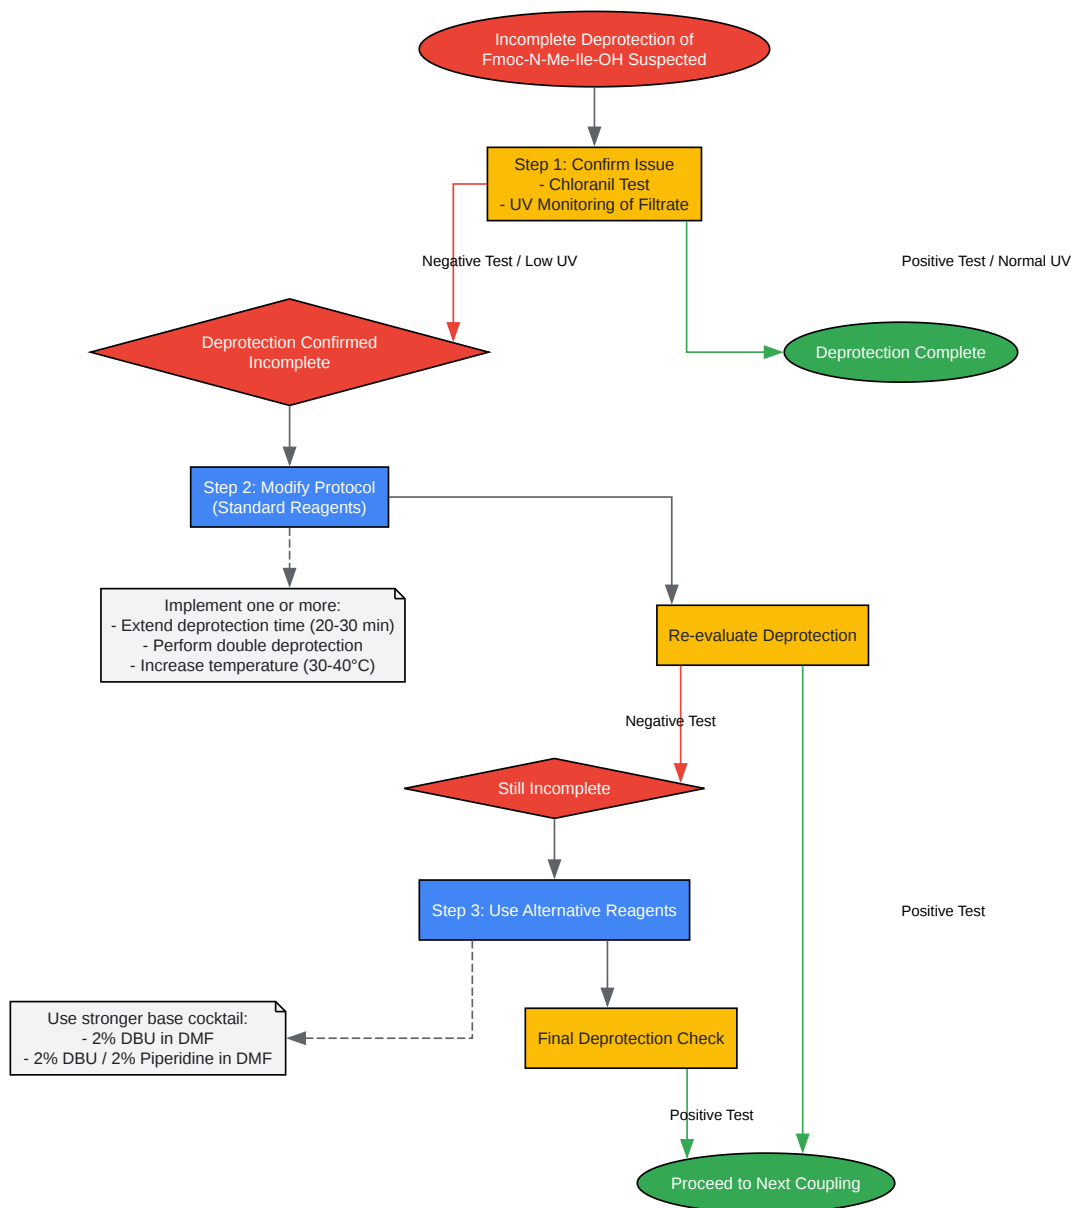 Incomplete Deprotection of
Fmoc-N-Me-Ile-OH Suspected
Step 1: Confirm Issue
- Chloranil Test
- UV Monitoring of Filtrate
Negative Test / Low UV
Positive Test / Normal UV
Deprotection Confirmed
Incomplete
Deprotection Complete
Step 2: Modify Protocol
(Standard Reagents)
Implement one or more:
- Extend deprotection time (20-30 min)
- Perform double deprotection
- Increase temperature (30-40°C)
Re-evaluate Deprotection
Negative Test
Still Incomplete
Step 3: Use Alternative Reagents
Positive Test
Use stronger base cocktail:
- 2% DBU in DMF
- 2% DBU / 2% Piperidine in DMF
Final Deprotection Check
Positive Test
Proceed to Next Coupling